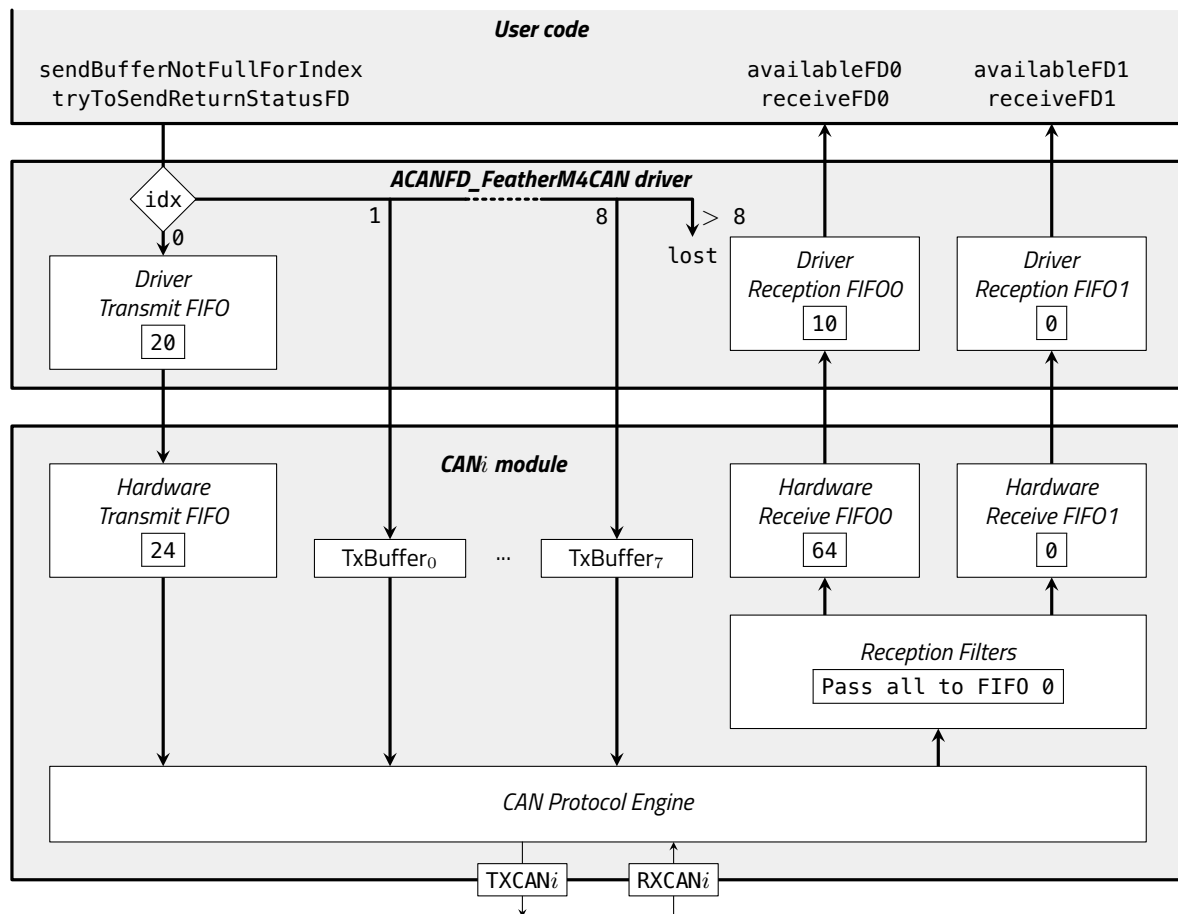 User code
sendBufferNotFullForIndex
tryToSendReturnStatusFD
availableFD0
receiveFD0
availableFD1
receiveFD1
ACANFD_FeatherM4CAN driver
idx
0
1
8
> 8
lost
Driver
Transmit FIFO
20
Driver
Reception FIFO0
10
Driver
Reception FIFO1
0
CANi module
Hardware
Transmit FIFO
24
TxBuffer₀
...
TxBuffer₇
Hardware
Receive FIFO0
64
Hardware
Receive FIFO1
0
Reception Filters
Pass all to FIFO 0
CAN Protocol Engine
TXCANi
RXCANi